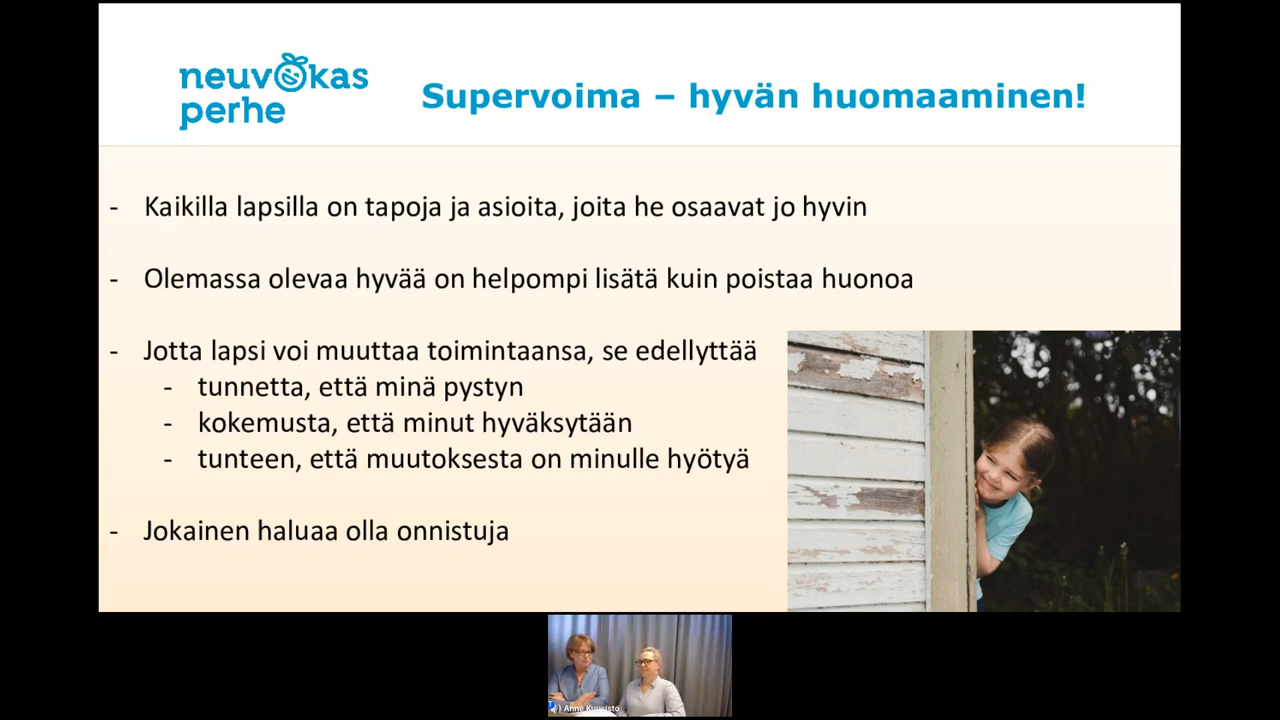 neuvokas
perhe
Supervoima – hyvän huomaaminen!
- Kaikilla lapsilla on tapoja ja asioita, joita he osaavat jo hyvin
- Olemassa olevaa hyvää on helpompi lisätä kuin poistaa huonoa
- Jotta lapsi voi muuttaa toimintaansa, se edellyttää
- tunnetta, että minä pystyn
- kokemusta, että minut hyväksytään
- tunteen, että muutoksesta on minulle hyötyä
- Jokainen haluaa olla onnistuja
Anne Kuusisto